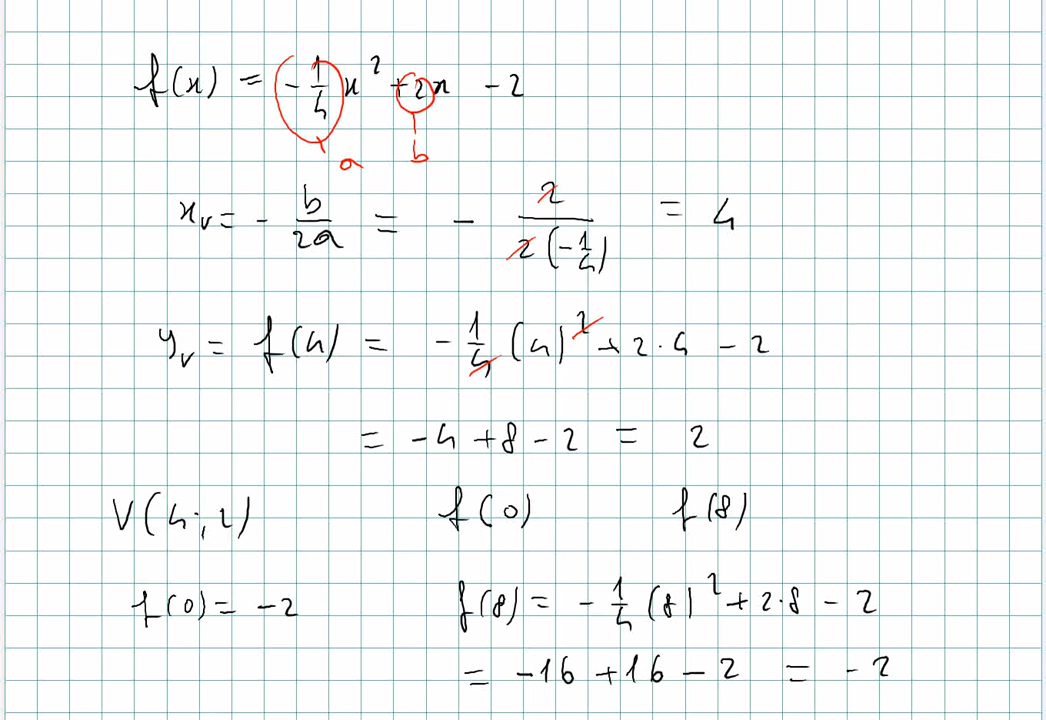 f(x) = -1/4 x² +2x - 2
a b
xᵥ = - b/2a = - 2/2(-1/4) = 4
yᵥ = f(4) = - 1/4 (4)² + 2·4 - 2
= -4 +8 - 2 = 2
V(4;2) f(0) f(8)
f(0) = -2 f(8) = - 1/4 (8)² + 2·8 - 2
= -16 +16 - 2 = -2